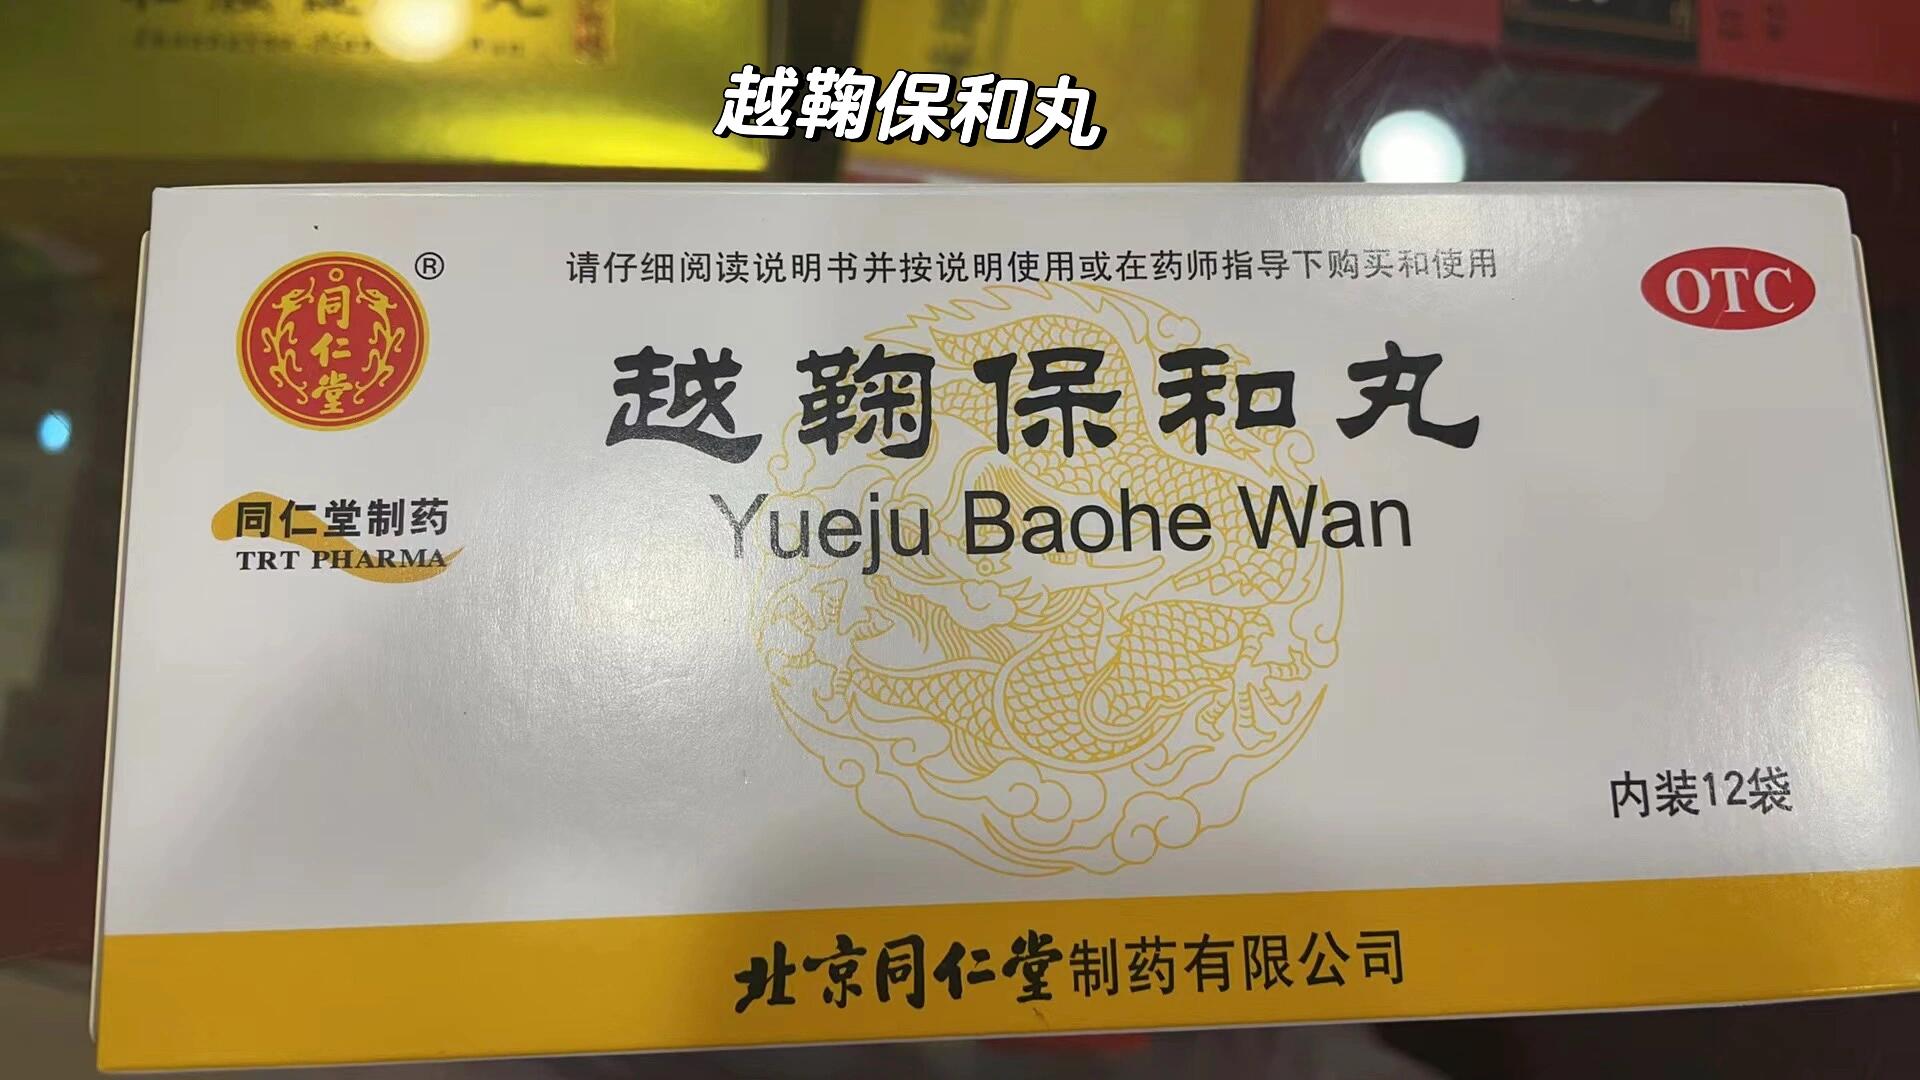 越鞠保和丸
同仁堂
®
请仔细阅读说明书并按说明使用或在药师指导下购买和使用
OTC
越鞠保和丸
Yueju Baohe Wan
同仁堂制药
TRT PHARMA
内装12袋
北京同仁堂制药有限公司